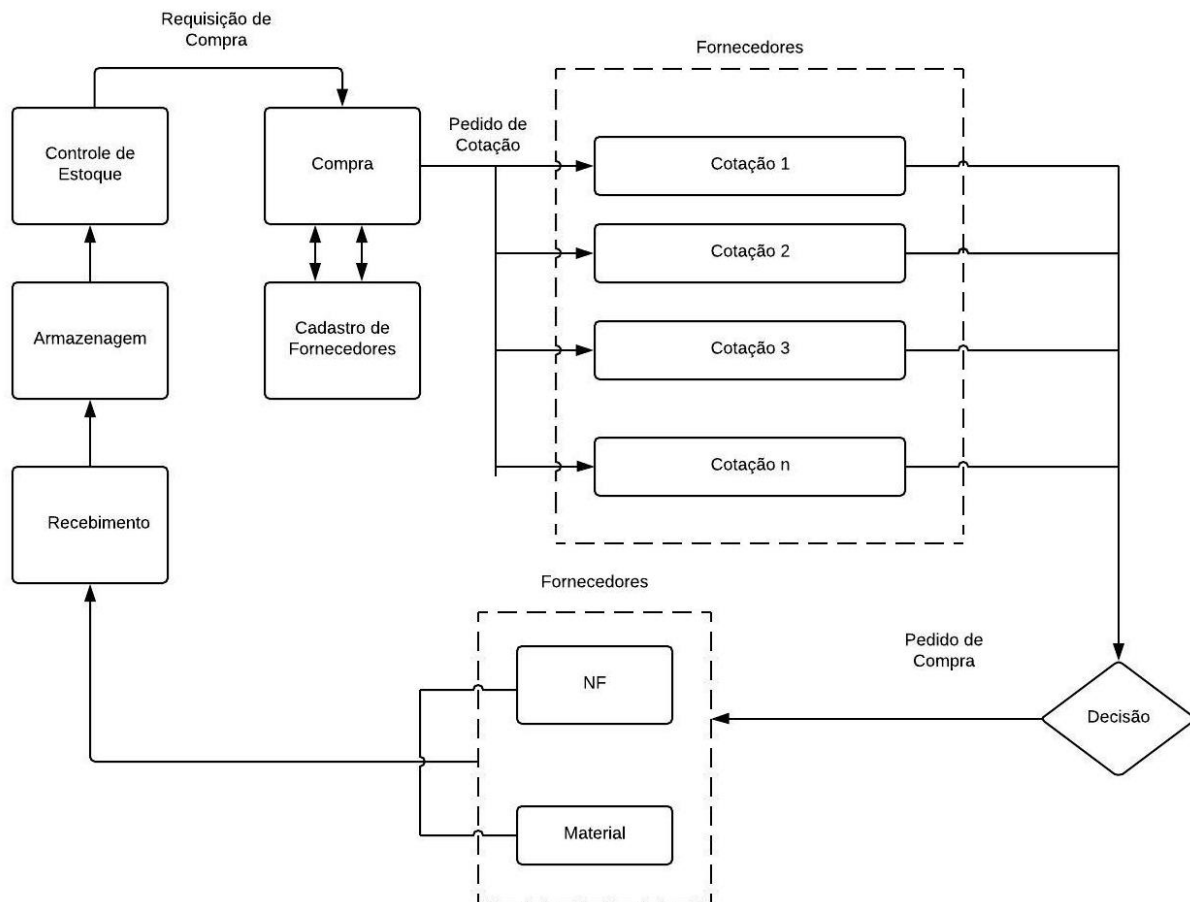 Requisição de
Compra
Fornecedores
Controle de
Estoque
Compra
Pedido de
Cotação
Cotação 1
Cotação 2
Armazenagem
Cadastro de
Fornecedores
Cotação 3
Cotação n
Recebimento
Fornecedores
Pedido de
Compra
NF
Decisão
Material